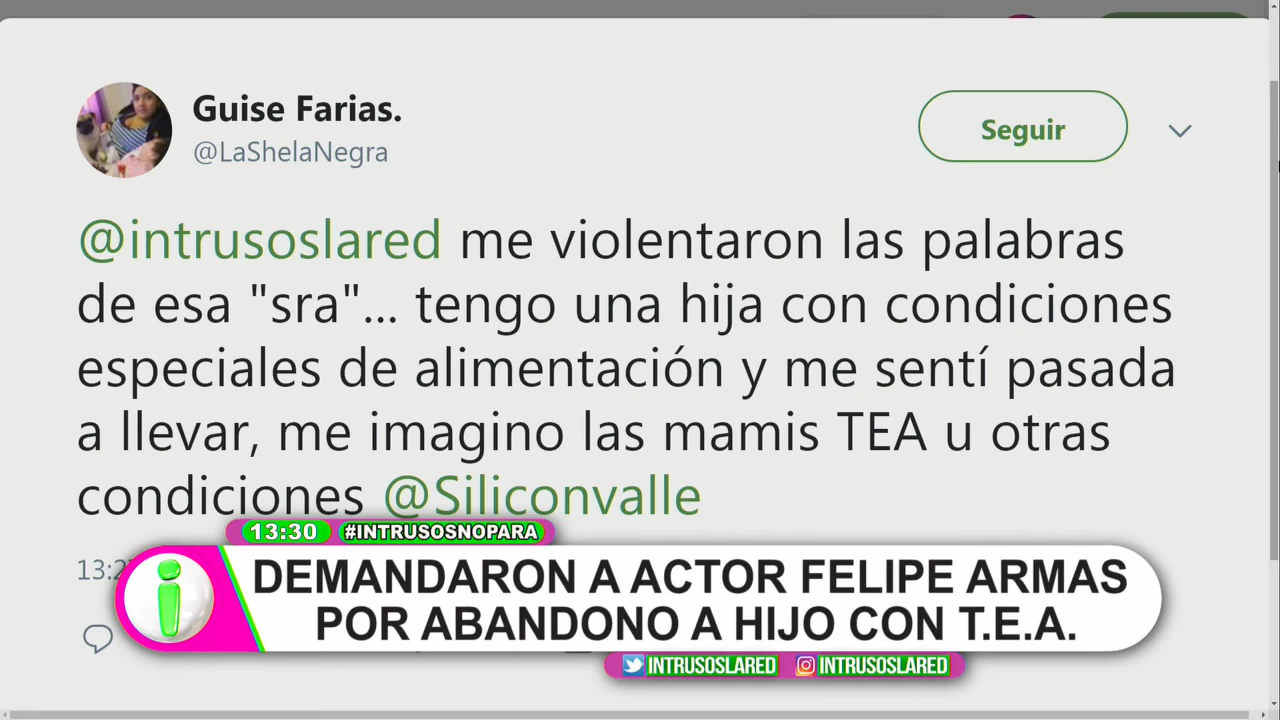 Guise Farias.
@LaShelaNegra
Seguir
@intrusoslared me violentaron las palabras
de esa "sra"... tengo una hija con condiciones
especiales de alimentación y me sentí pasada
a llevar, me imagino las mamis TEA u otras
condiciones @Siliconvalle
13:30 #INTRUSOSNOPARA
13:2
DEMANDARON A ACTOR FELIPE ARMAS
POR ABANDONO A HIJO CON T.E.A.
INTRUSOSLARED INTRUSOSLARED